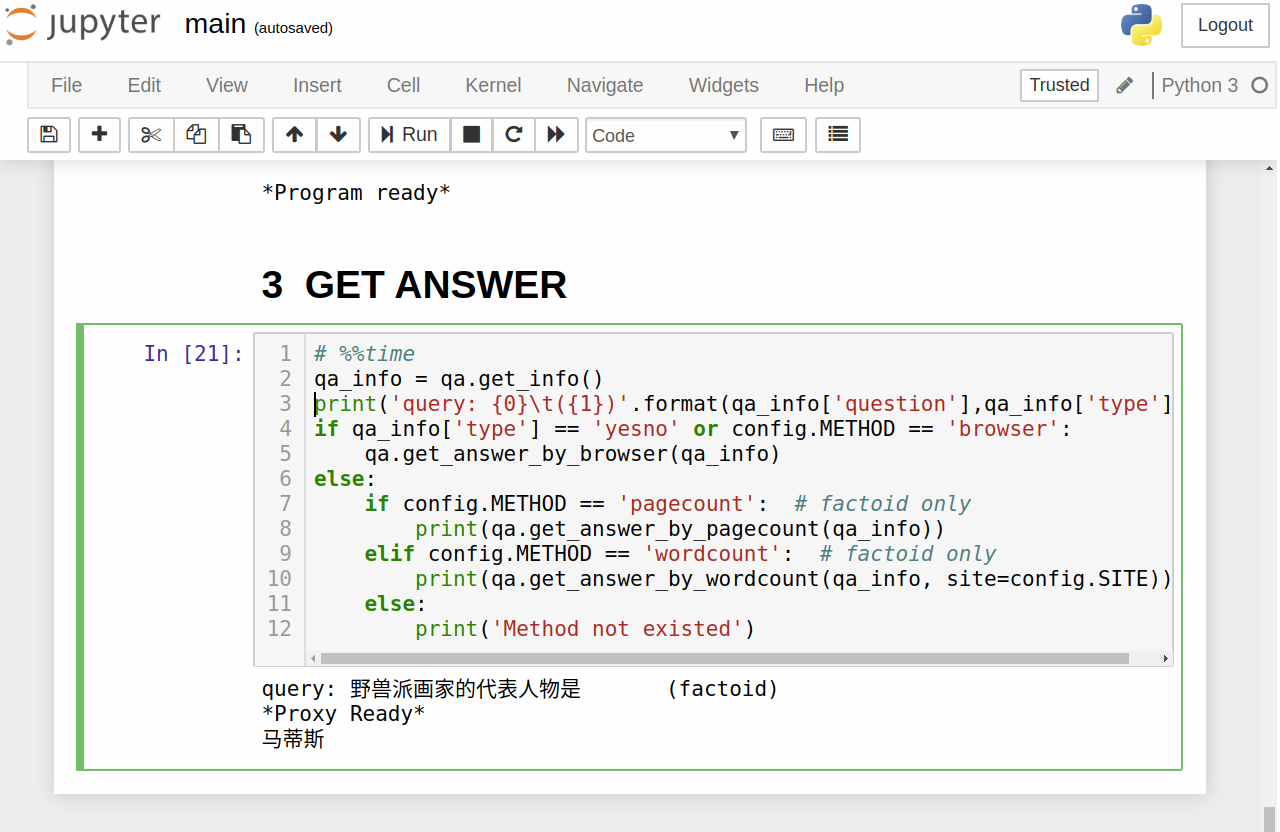 jupyter main (autosaved) Logout
File Edit View Insert Cell Kernel Navigate Widgets Help Trusted Python 3
Run Code
*Program ready*
3 GET ANSWER
In [21]:
1 # %%time
2 qa_info = qa.get_info()
3 print('query: {0}\t({1})'.format(qa_info['question'],qa_info['type']
4 if qa_info['type'] == 'yesno' or config.METHOD == 'browser':
5     qa.get_answer_by_browser(qa_info)
6 else:
7     if config.METHOD == 'pagecount':  # factoid only
8         print(qa.get_answer_by_pagecount(qa_info))
9     elif config.METHOD == 'wordcount':  # factoid only
10         print(qa.get_answer_by_wordcount(qa_info, site=config.SITE))
11     else:
12         print('Method not existed')
query: 野兽派画家的代表人物是 (factoid)
*Proxy Ready*
马蒂斯